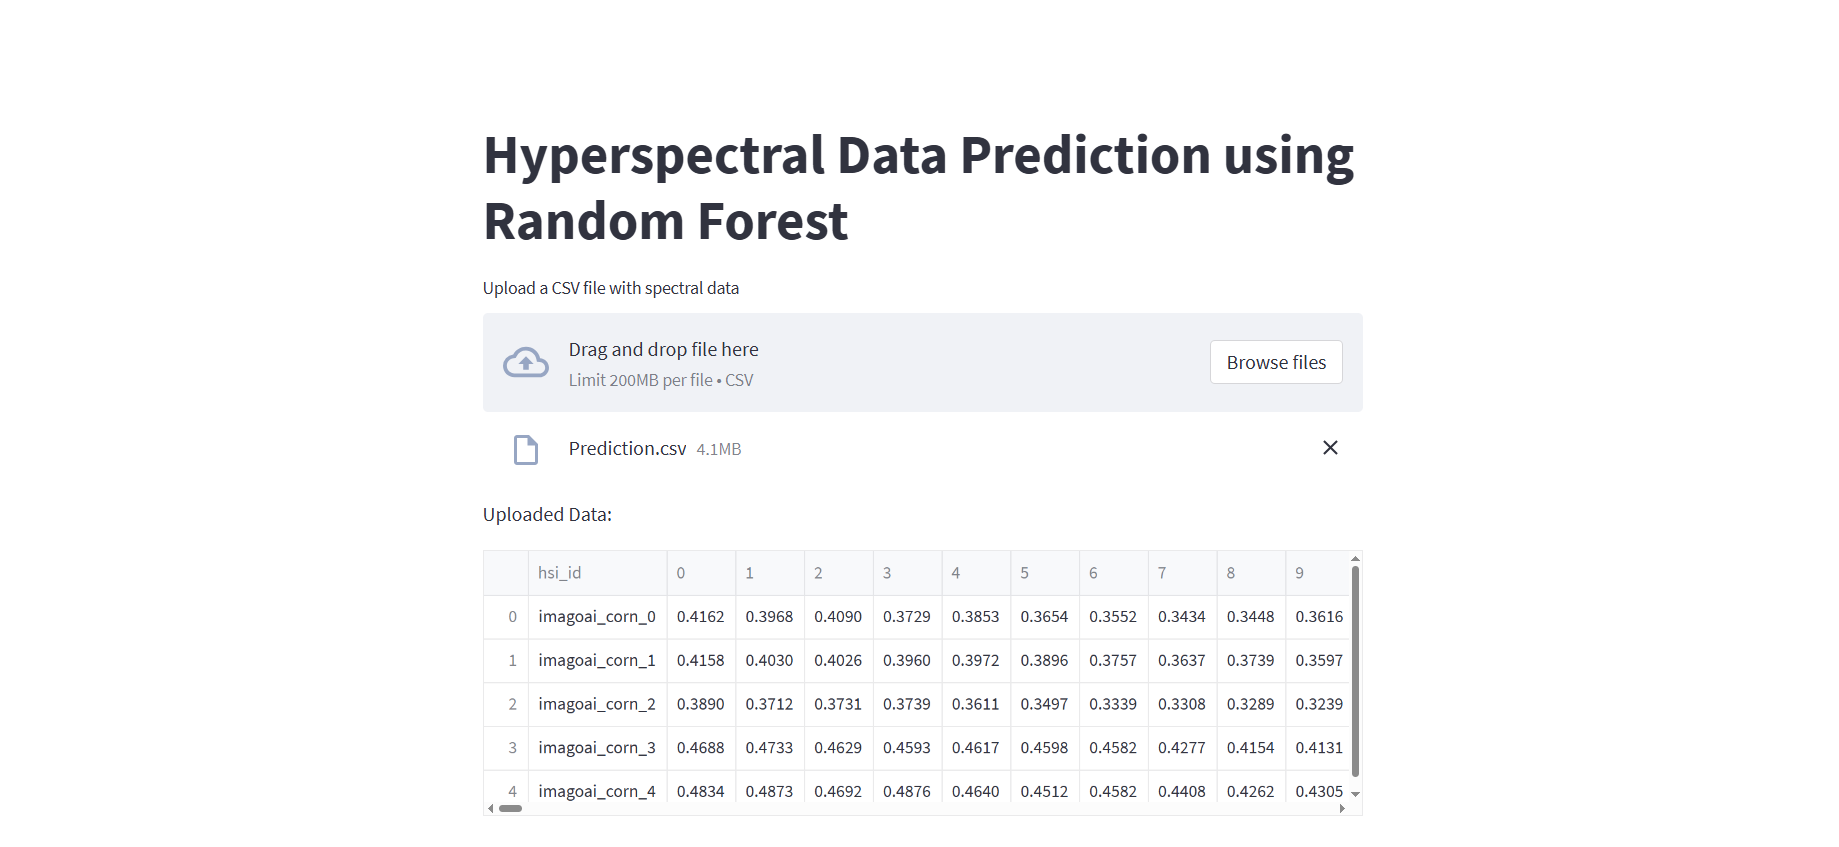 Hyperspectral Data Prediction using
Random Forest
Upload a CSV file with spectral data
Drag and drop file here
Limit 200MB per file • CSV
Browse files
Prediction.csv 4.1MB
Uploaded Data:
hsi_id 0 1 2 3 4 5 6 7 8 9
0 imagoai_corn_0 0.4162 0.3968 0.4090 0.3729 0.3853 0.3654 0.3552 0.3434 0.3448 0.3616
1 imagoai_corn_1 0.4158 0.4030 0.4026 0.3960 0.3972 0.3896 0.3757 0.3637 0.3739 0.3597
2 imagoai_corn_2 0.3890 0.3712 0.3731 0.3739 0.3611 0.3497 0.3339 0.3308 0.3289 0.3239
3 imagoai_corn_3 0.4688 0.4733 0.4629 0.4593 0.4617 0.4598 0.4582 0.4277 0.4154 0.4131
4 imagoai_corn_4 0.4834 0.4873 0.4692 0.4876 0.4640 0.4512 0.4582 0.4408 0.4262 0.4305